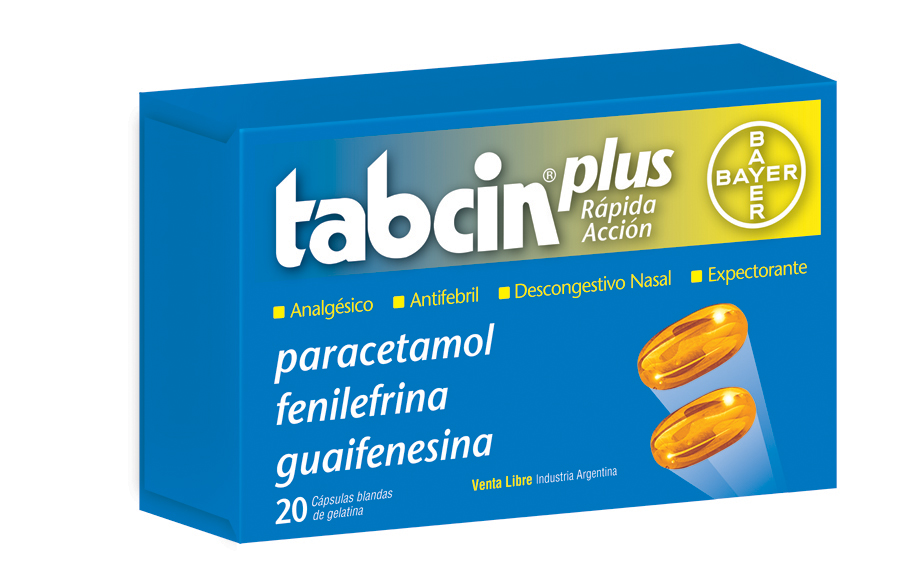 tabcin® plus
Rápida
Acción
BAYER
BAYER
Analgésico Antifebril Descongestivo Nasal Expectorante
paracetamol
fenilefrina
guaifenesina
20 Cápsulas blandas
de gelatina
Venta Libre Industria Argentina